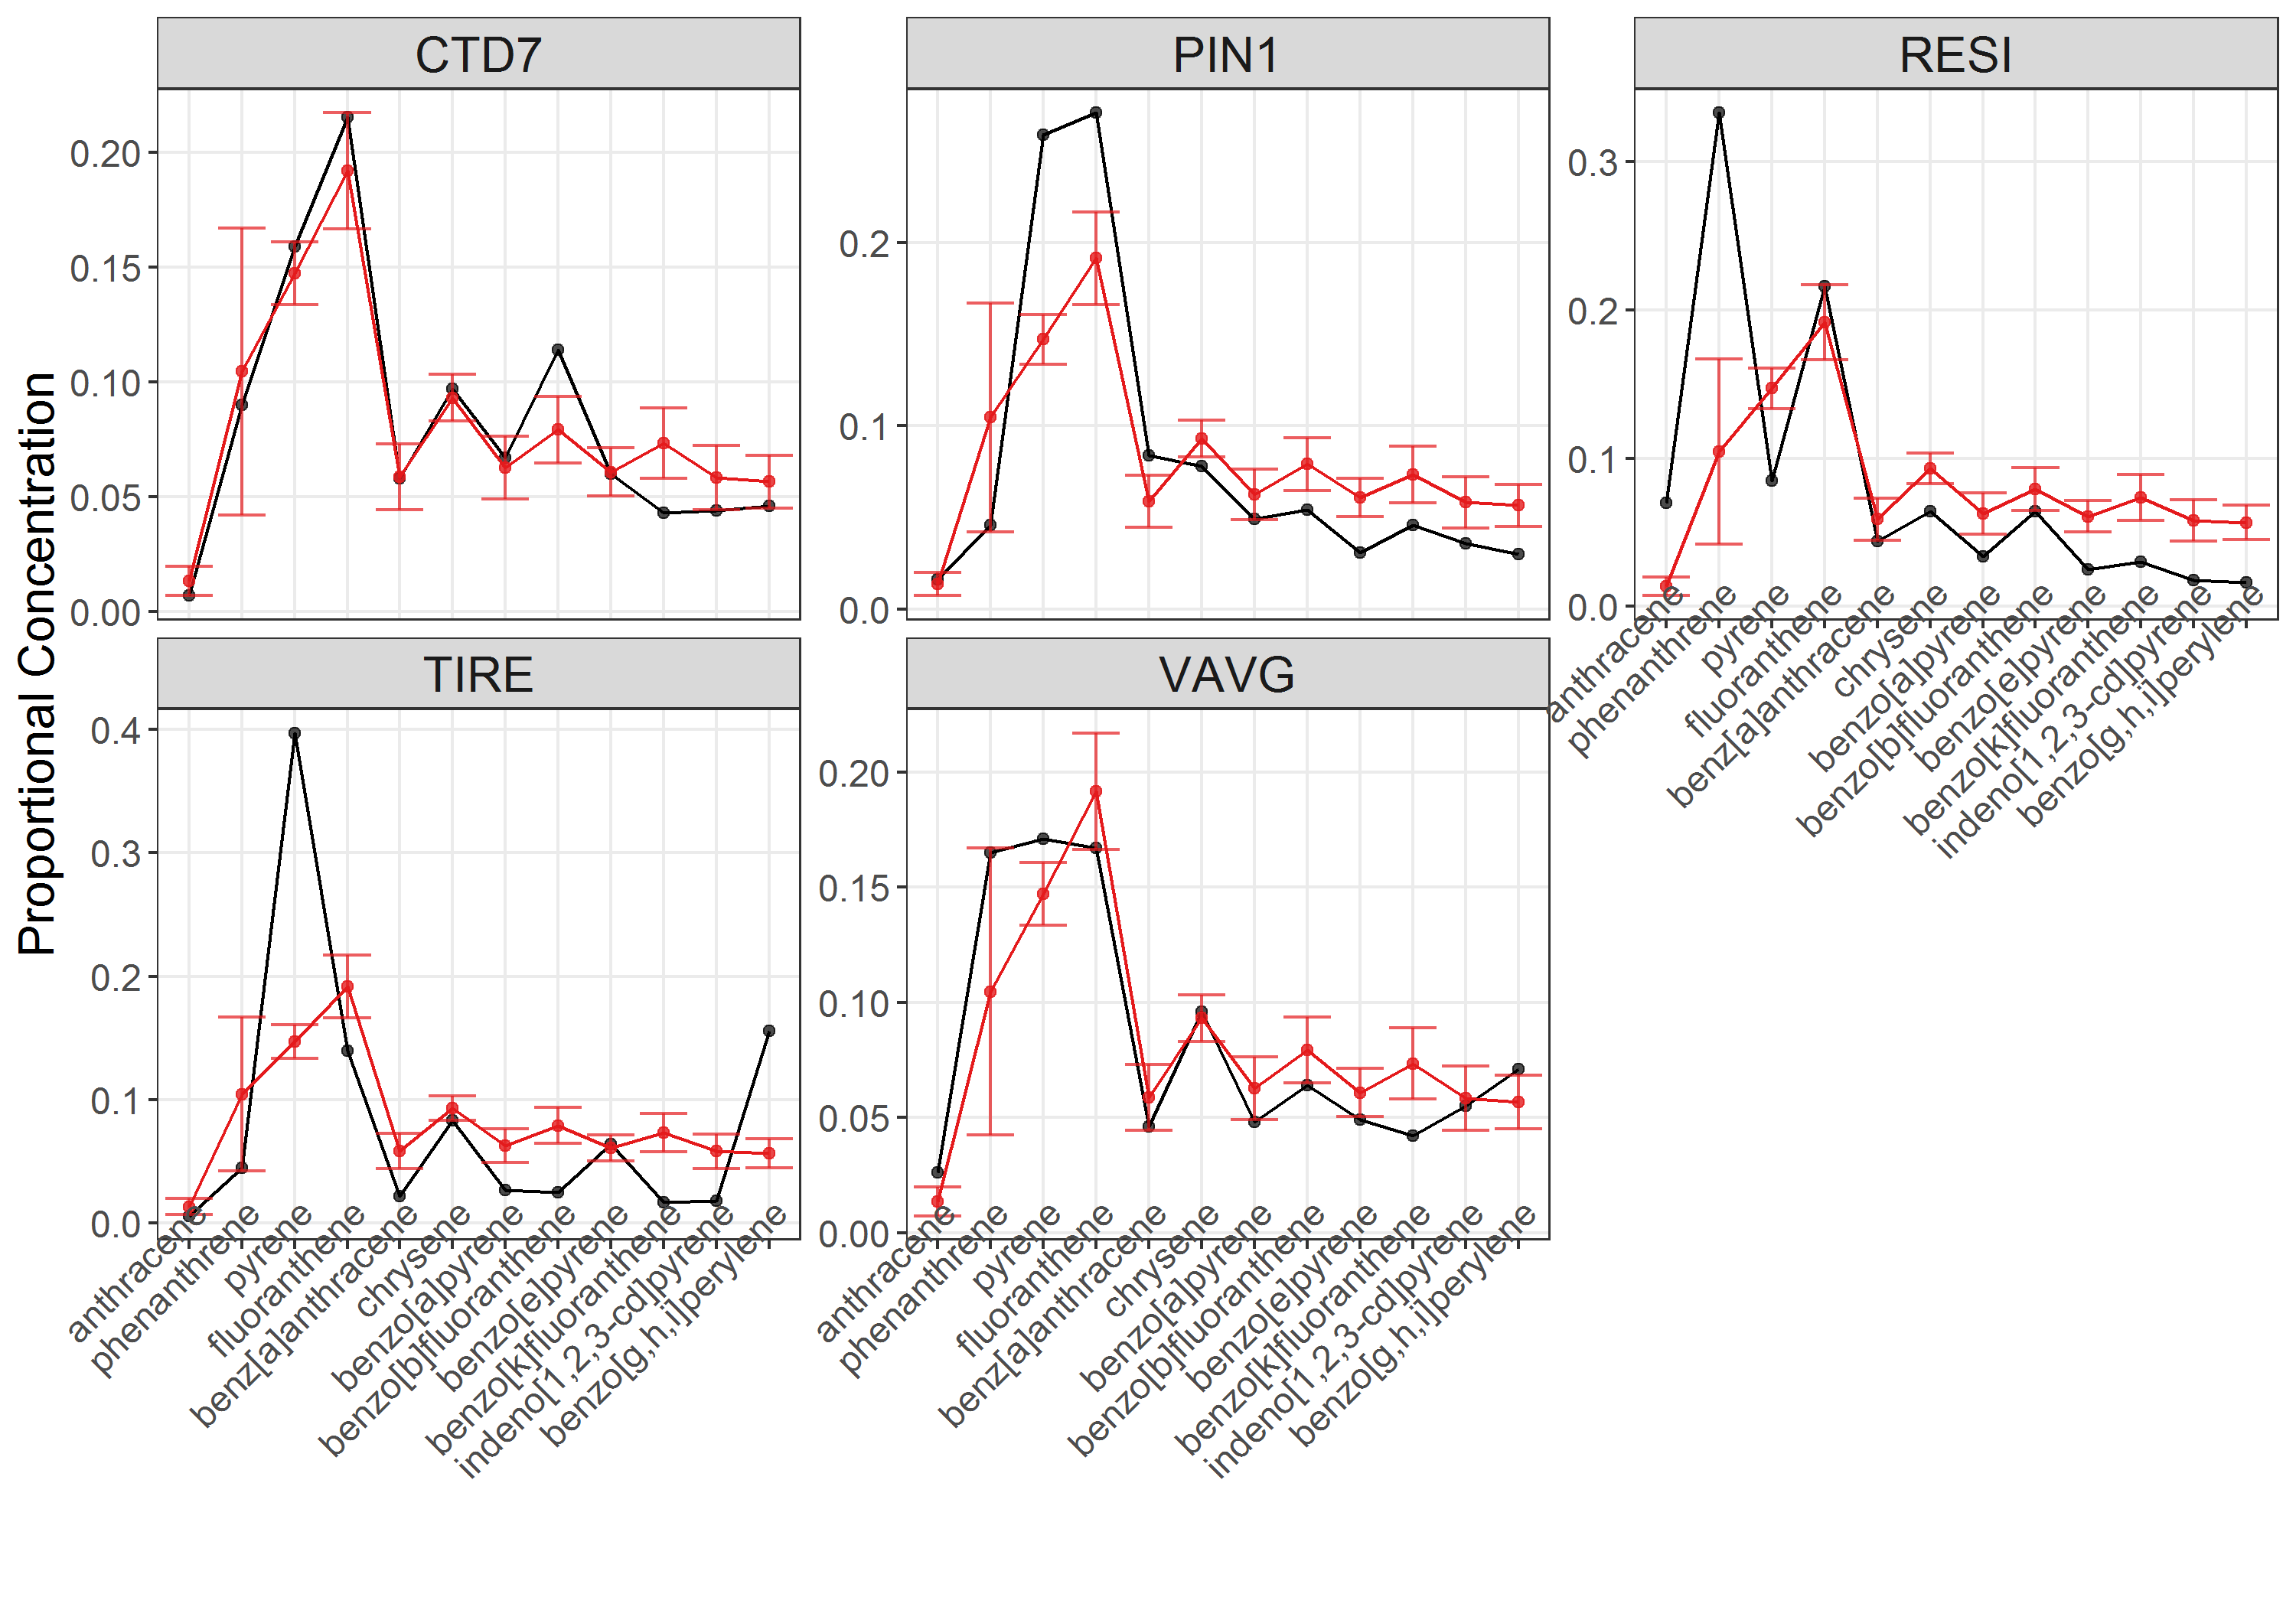 CTD7
PIN1
RESI
Proportional Concentration
0.20
0.15
0.10
0.05
0.00
0.2
0.1
0.0
0.3
0.2
0.1
0.0
anthracene
phenanthrene
pyrene
fluoranthene
benz[a]anthracene
chrysene
benzo[a]pyrene
benzo[b]fluoranthene
benzo[e]pyrene
benzo[k]fluoranthene
indeno[1,2,3-cd]pyrene
benzo[g,h,i]perylene
TIRE
VAVG
0.4
0.3
0.2
0.1
0.0
anthracene
phenanthrene
pyrene
fluoranthene
benz[a]anthracene
chrysene
benzo[a]pyrene
benzo[b]fluoranthene
benzo[e]pyrene
benzo[k]fluoranthene
indeno[1,2,3-cd]pyrene
benzo[g,h,i]perylene
0.20
0.15
0.10
0.05
0.00
anthracene
phenanthrene
pyrene
fluoranthene
benz[a]anthracene
chrysene
benzo[a]pyrene
benzo[b]fluoranthene
benzo[e]pyrene
benzo[k]fluoranthene
indeno[1,2,3-cd]pyrene
benzo[g,h,i]perylene